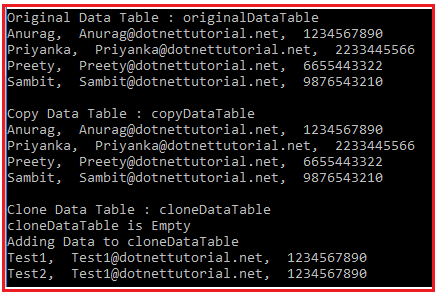 Original Data Table : originalDataTable
Anurag,  Anurag@dotnettutorial.net,  1234567890
Priyanka,  Priyanka@dotnettutorial.net,  2233445566
Preety,  Preety@dotnettutorial.net,  6655443322
Sambit,  Sambit@dotnettutorial.net,  9876543210

Copy Data Table : copyDataTable
Anurag,  Anurag@dotnettutorial.net,  1234567890
Priyanka,  Priyanka@dotnettutorial.net,  2233445566
Preety,  Preety@dotnettutorial.net,  6655443322
Sambit,  Sambit@dotnettutorial.net,  9876543210

Clone Data Table : cloneDataTable
cloneDataTable is Empty
Adding Data to cloneDataTable
Test1,  Test1@dotnettutorial.net,  1234567890
Test2,  Test1@dotnettutorial.net,  1234567890